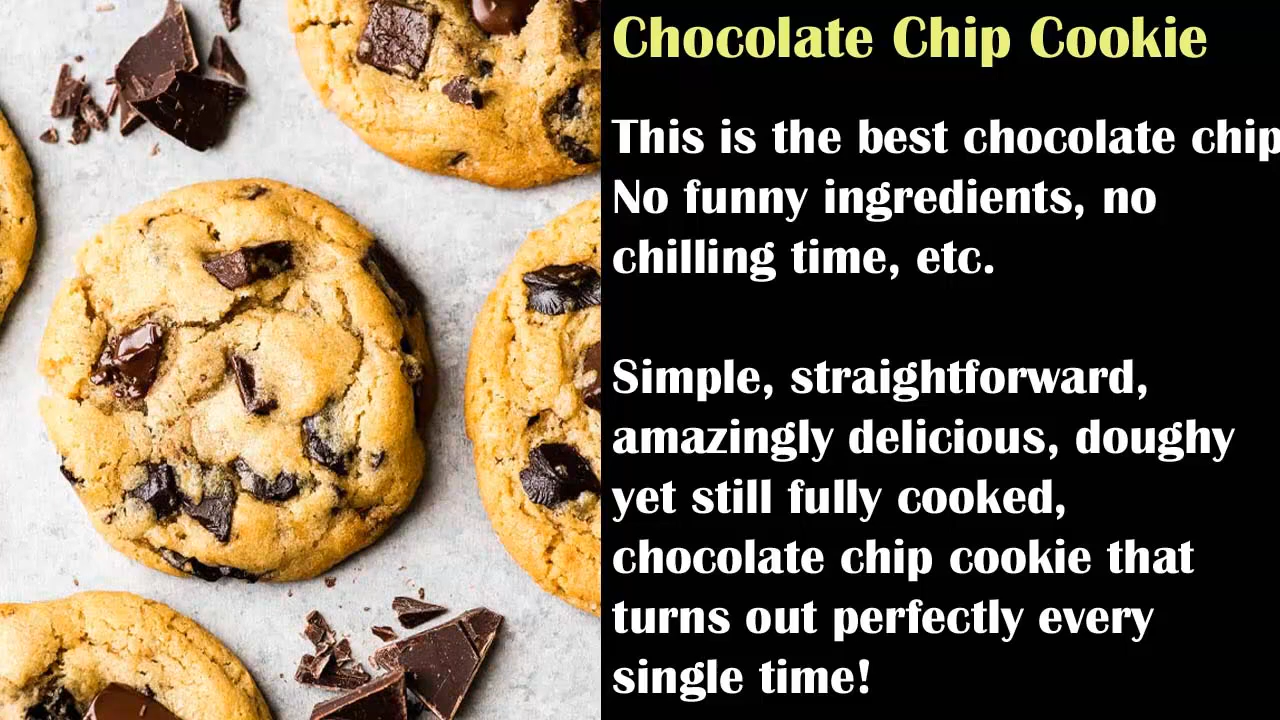 Chocolate Chip Cookie
This is the best chocolate chip
No funny ingredients, no
chilling time, etc.
Simple, straightforward,
amazingly delicious, doughy
yet still fully cooked,
chocolate chip cookie that
turns out perfectly every
single time!